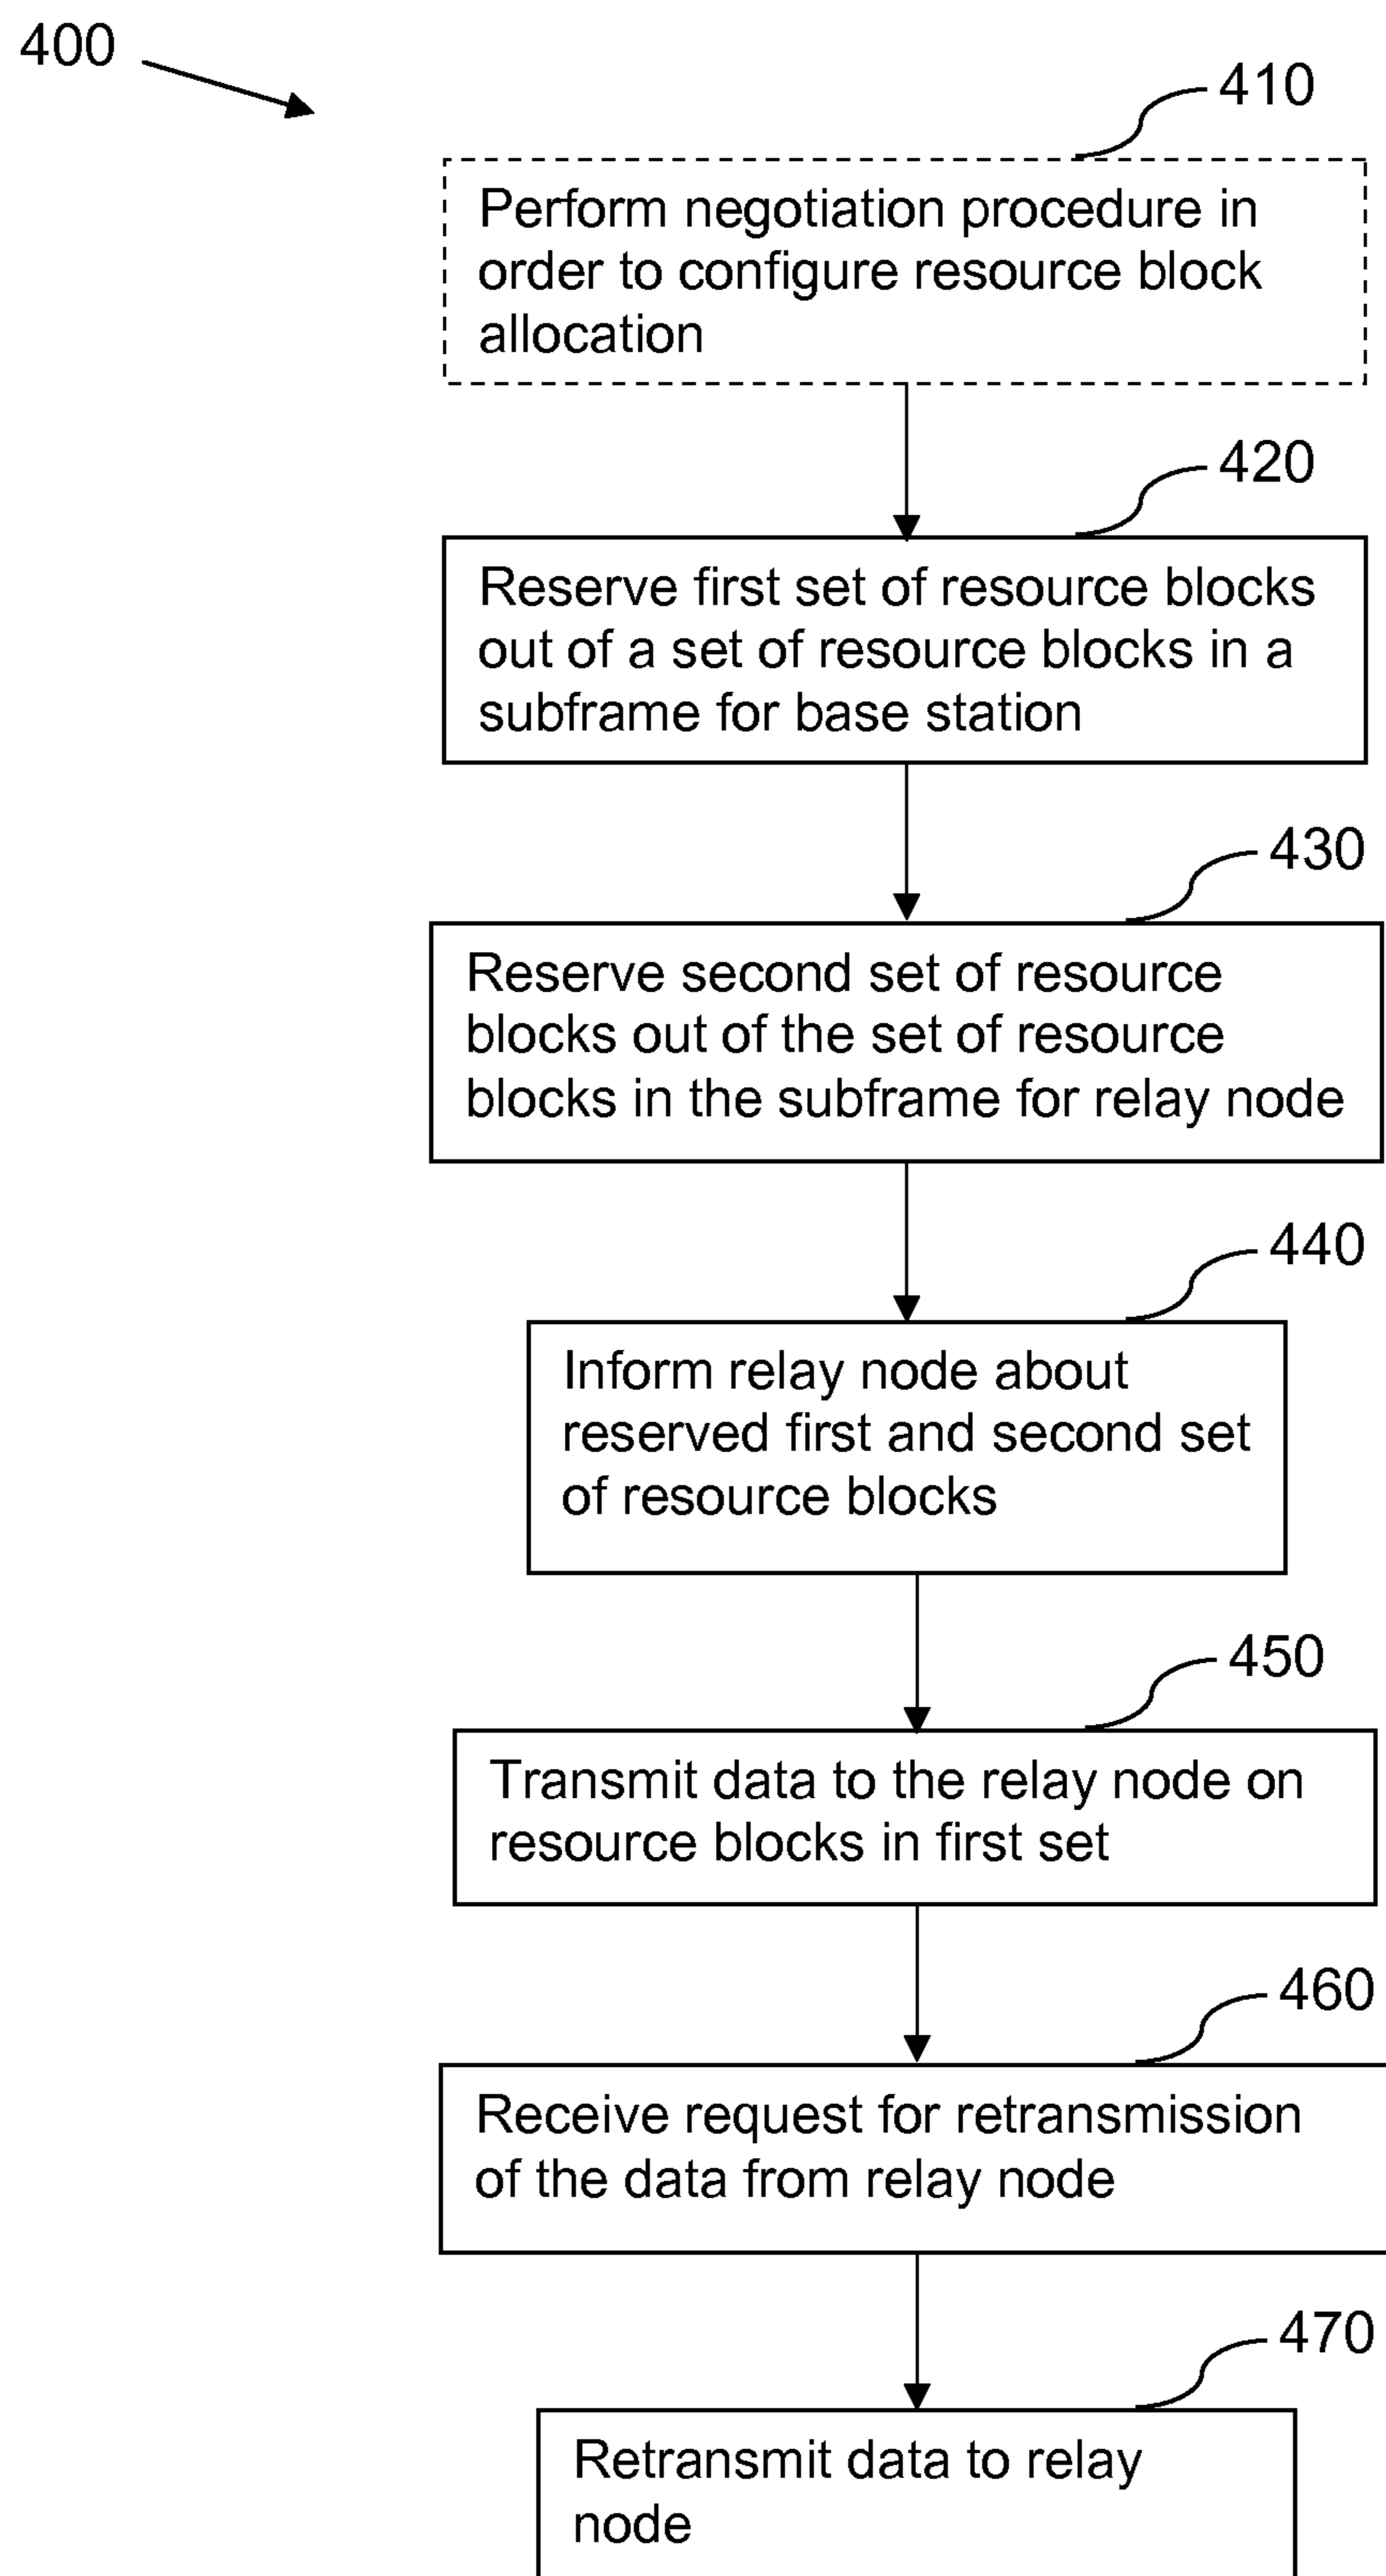 400
410
Perform negotiation procedure in
order to configure resource block
allocation
420
Reserve first set of resource blocks
out of a set of resource blocks in a
subframe for base station
430
Reserve second set of resource
blocks out of the set of resource
blocks in the subframe for relay node
440
Inform relay node about
reserved first and second set
of resource blocks
450
Transmit data to the relay node on
resource blocks in first set
460
Receive request for retransmission
of the data from relay node
470
Retransmit data to relay
node